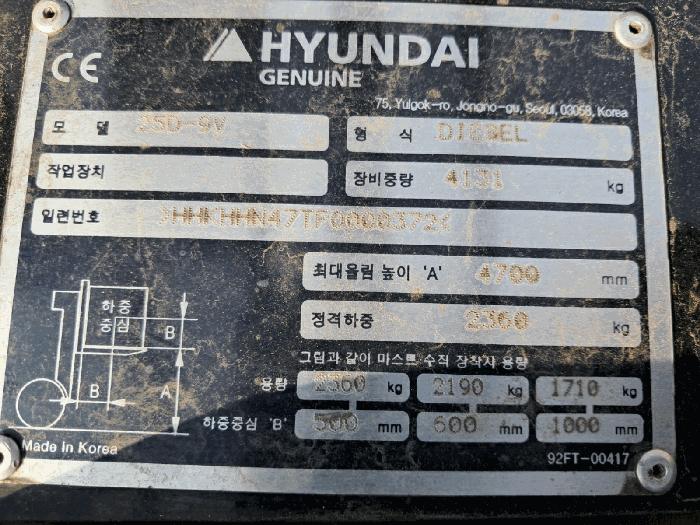 CE
HYUNDAI
GENUINE
75, Yulgok-ro, Jongno-gu, Seoul, 03058, Korea
모 델 25D-9V 형 식 DIESEL
작업장치 장비중량 4131 kg
일련번호
최대올림 높이 'A' 4700 mm
정격하중 2360 kg
하중
중심
B
B
A
그림과 같이 마스트 수직 장착시 용량
용량 2360 kg 2190 kg 1710 kg
하중중심 'B' 500 mm 600 mm 1000 mm
Made in Korea
92FT-00417